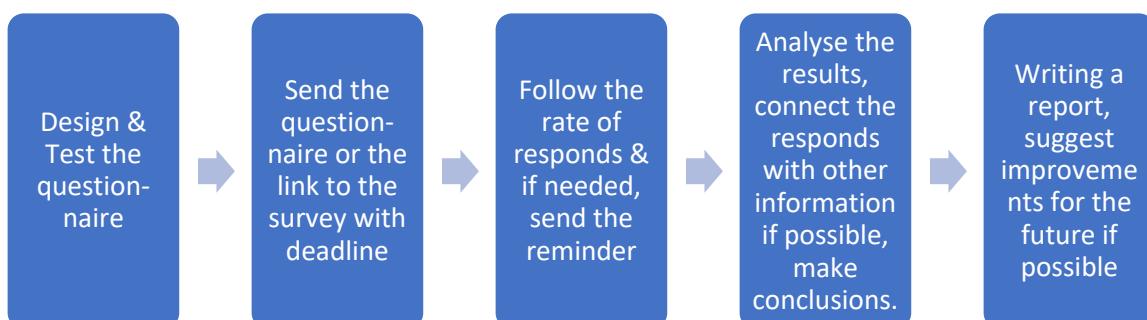 Design &
Test the
question-
naire
Send the
question-
naire or the
link to the
survey with
deadline
Follow the
rate of
responds &
if needed,
send the
reminder
Analyse the
results,
connect the
responds
with other
information
if possible,
make
conclusions.
Writing a
report,
suggest
improveme
nts for the
future if
possible